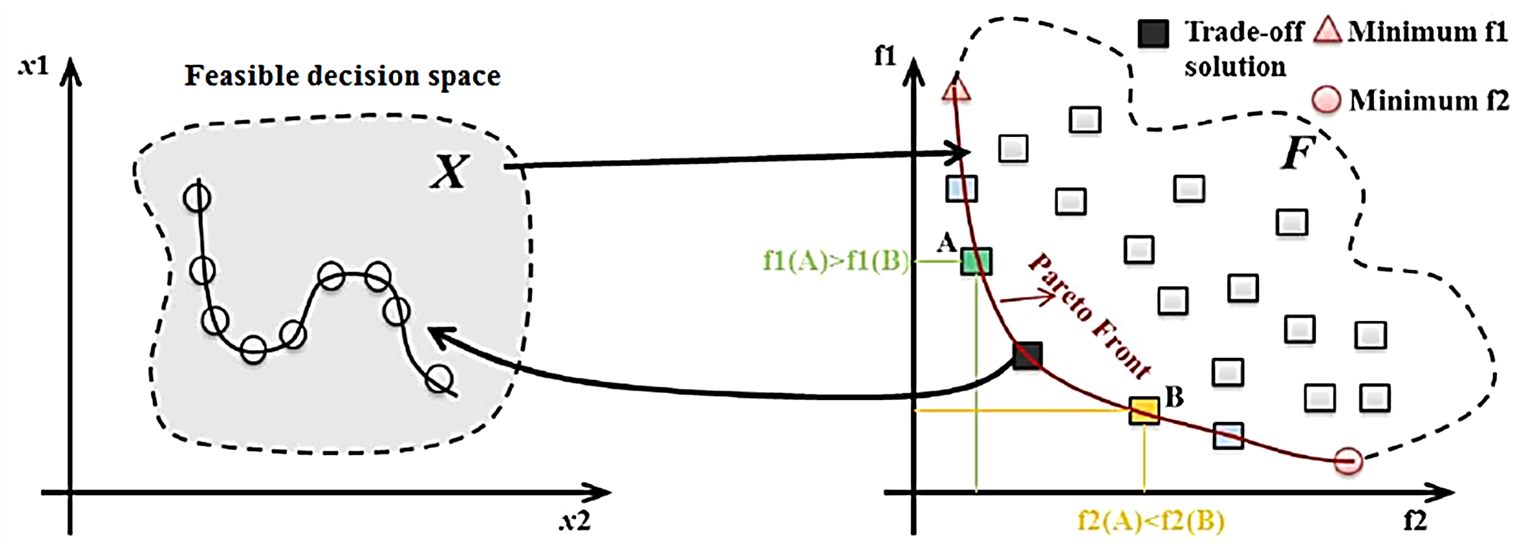 x1
Feasible decision space
X
x2
f1
Trade-off
solution
Minimum f1
Minimum f2
F
A
f1(A)>f1(B)
Pareto Front
B
f2(A)<f2(B)
f2